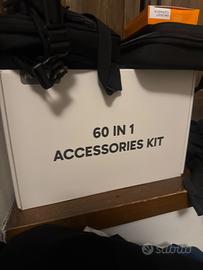 60 IN 1
ACCESSORIES KIT
subito